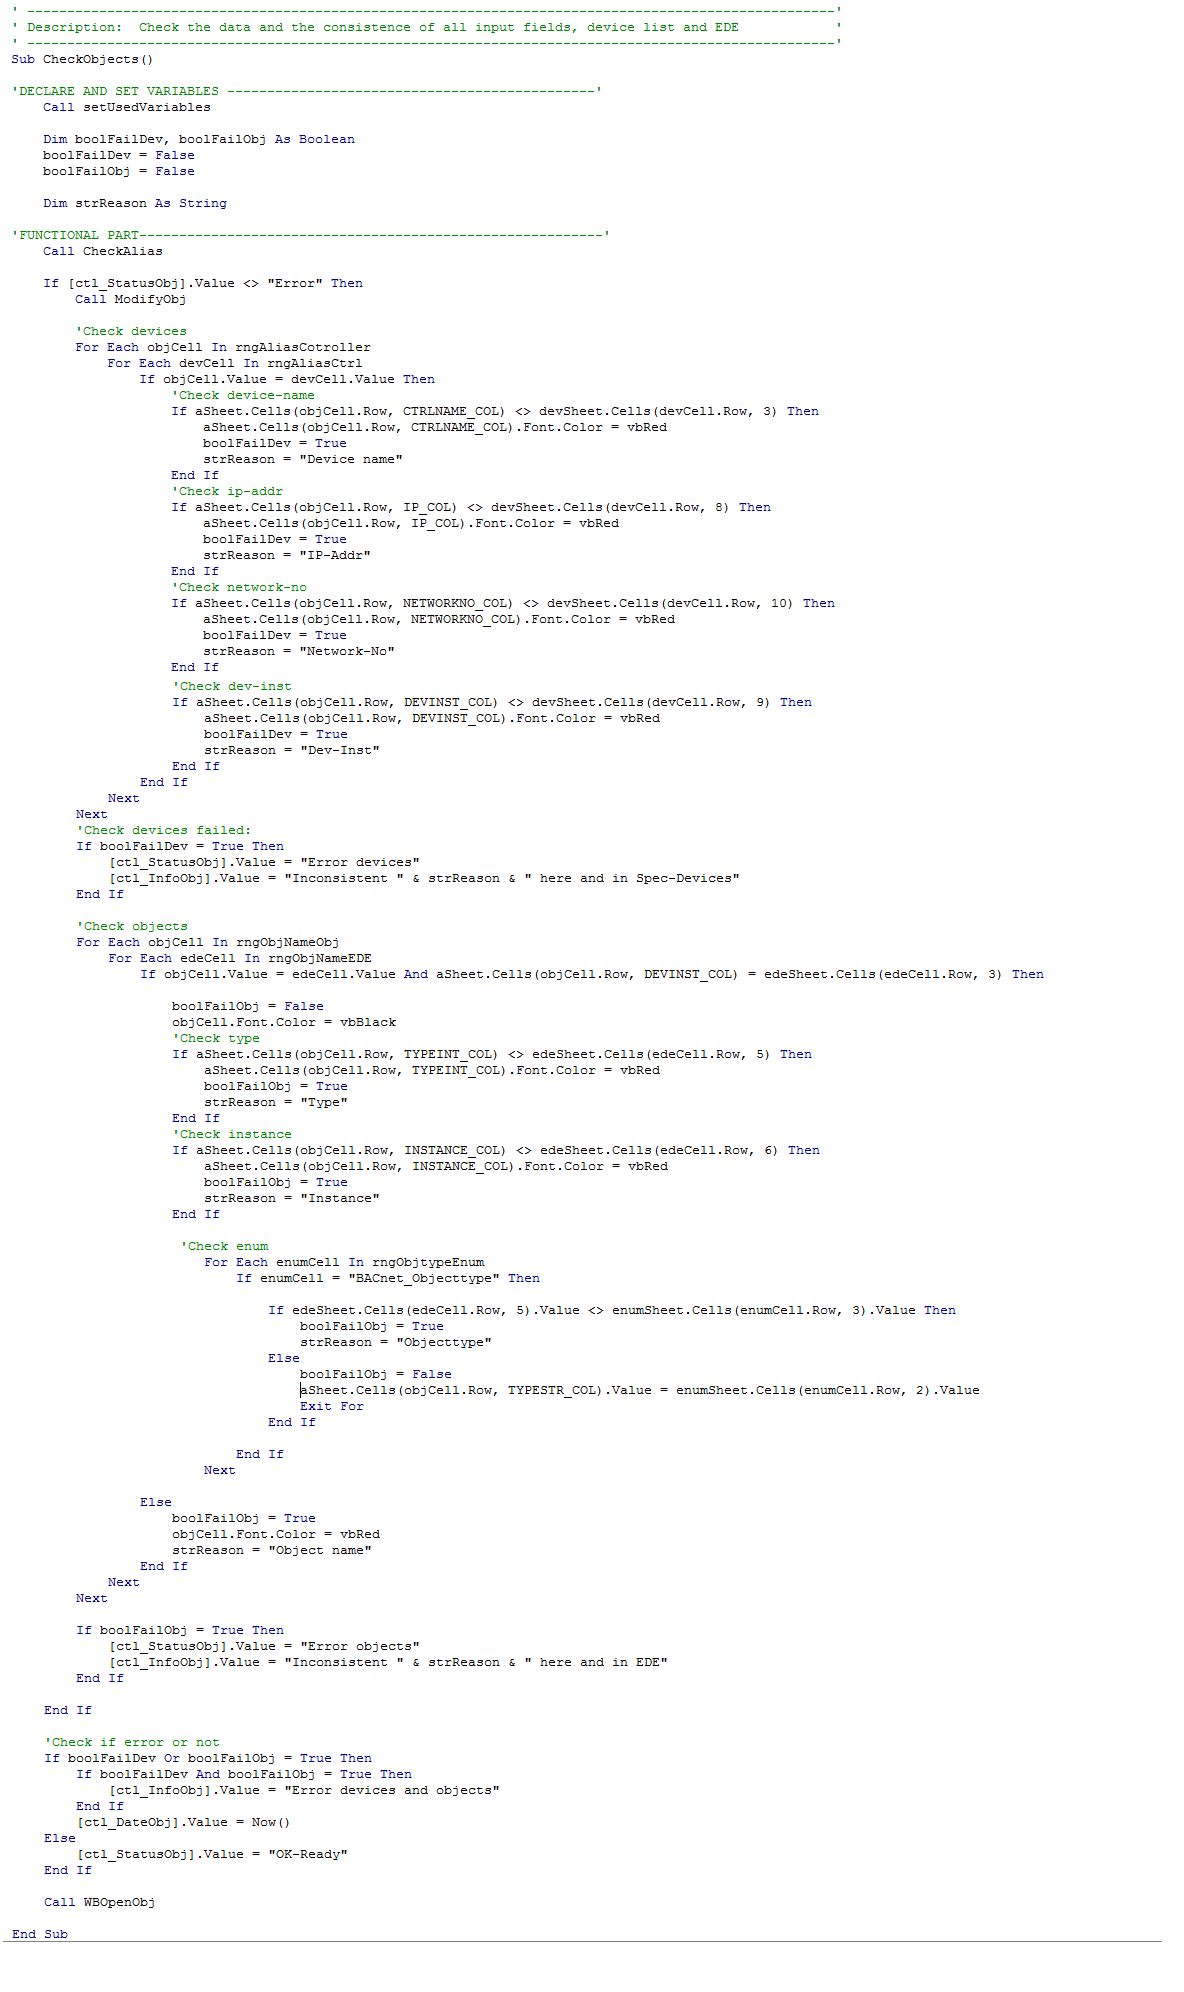 ' -----------------------------------------------------------------------------------------------------'
' Description:  Check the data and the consistence of all input fields, device list and EDE            '
' -----------------------------------------------------------------------------------------------------'
Sub CheckObjects()
'DECLARE AND SET VARIABLES ----------------------------------------------'
    Call setUsedVariables
    Dim boolFailDev, boolFailObj As Boolean
    boolFailDev = False
    boolFailObj = False
    Dim strReason As String
'FUNCTIONAL PART----------------------------------------------------------'
    Call CheckAlias
    If [ctl_StatusObj].Value <> "Error" Then
        Call ModifyObj
        'Check devices
        For Each objCell In rngAliasCotroller
            For Each devCell In rngAliasCtrl
                If objCell.Value = devCell.Value Then
                    'Check device-name
                    If aSheet.Cells(objCell.Row, CTRLNAME_COL) <> devSheet.Cells(devCell.Row, 3) Then
                        aSheet.Cells(objCell.Row, CTRLNAME_COL).Font.Color = vbRed
                        boolFailDev = True
                        strReason = "Device name"
                    End If
                    'Check ip-addr
                    If aSheet.Cells(objCell.Row, IP_COL) <> devSheet.Cells(devCell.Row, 8) Then
                        aSheet.Cells(objCell.Row, IP_COL).Font.Color = vbRed
                        boolFailDev = True
                        strReason = "IP-Addr"
                    End If
                    'Check network-no
                    If aSheet.Cells(objCell.Row, NETWORKNO_COL) <> devSheet.Cells(devCell.Row, 10) Then
                        aSheet.Cells(objCell.Row, NETWORKNO_COL).Font.Color = vbRed
                        boolFailDev = True
                        strReason = "Network-No"
                    End If
                    'Check dev-inst
                    If aSheet.Cells(objCell.Row, DEVINST_COL) <> devSheet.Cells(devCell.Row, 9) Then
                        aSheet.Cells(objCell.Row, DEVINST_COL).Font.Color = vbRed
                        boolFailDev = True
                        strReason = "Dev-Inst"
                    End If
                End If
            Next
        Next
        'Check devices failed:
        If boolFailDev = True Then
            [ctl_StatusObj].Value = "Error devices"
            [ctl_InfoObj].Value = "Inconsistent " & strReason & " here and in Spec-Devices"
        End If
        'Check objects
        For Each objCell In rngObjNameObj
            For Each edeCell In rngObjNameEDE
                If objCell.Value = edeCell.Value And aSheet.Cells(objCell.Row, DEVINST_COL) = edeSheet.Cells(edeCell.Row, 3) Then
                    boolFailObj = False
                    objCell.Font.Color = vbBlack
                    'Check type
                    If aSheet.Cells(objCell.Row, TYPEINT_COL) <> edeSheet.Cells(edeCell.Row, 5) Then
                        aSheet.Cells(objCell.Row, TYPEINT_COL).Font.Color = vbRed
                        boolFailObj = True
                        strReason = "Type"
                    End If
                    'Check instance
                    If aSheet.Cells(objCell.Row, INSTANCE_COL) <> edeSheet.Cells(edeCell.Row, 6) Then
                        aSheet.Cells(objCell.Row, INSTANCE_COL).Font.Color = vbRed
                        boolFailObj = True
                        strReason = "Instance"
                    End If
                     'Check enum
                        For Each enumCell In rngObjtypeEnum
                            If enumCell = "BACnet_Objecttype" Then
                                If edeSheet.Cells(edeCell.Row, 5).Value <> enumSheet.Cells(enumCell.Row, 3).Value Then
                                    boolFailObj = True
                                    strReason = "Objecttype"
                                Else
                                    boolFailObj = False
                                    aSheet.Cells(objCell.Row, TYPESTR_COL).Value = enumSheet.Cells(enumCell.Row, 2).Value
                                    Exit For
                                End If
                            End If
                        Next
                Else
                    boolFailObj = True
                    objCell.Font.Color = vbRed
                    strReason = "Object name"
                End If
            Next
        Next
        If boolFailObj = True Then
            [ctl_StatusObj].Value = "Error objects"
            [ctl_InfoObj].Value = "Inconsistent " & strReason & " here and in EDE"
        End If
    End If
    'Check if error or not
    If boolFailDev Or boolFailObj = True Then
        If boolFailDev And boolFailObj = True Then
            [ctl_InfoObj].Value = "Error devices and objects"
        End If
        [ctl_DateObj].Value = Now()
    Else
        [ctl_StatusObj].Value = "OK-Ready"
    End If
    Call WBOpenObj
End Sub